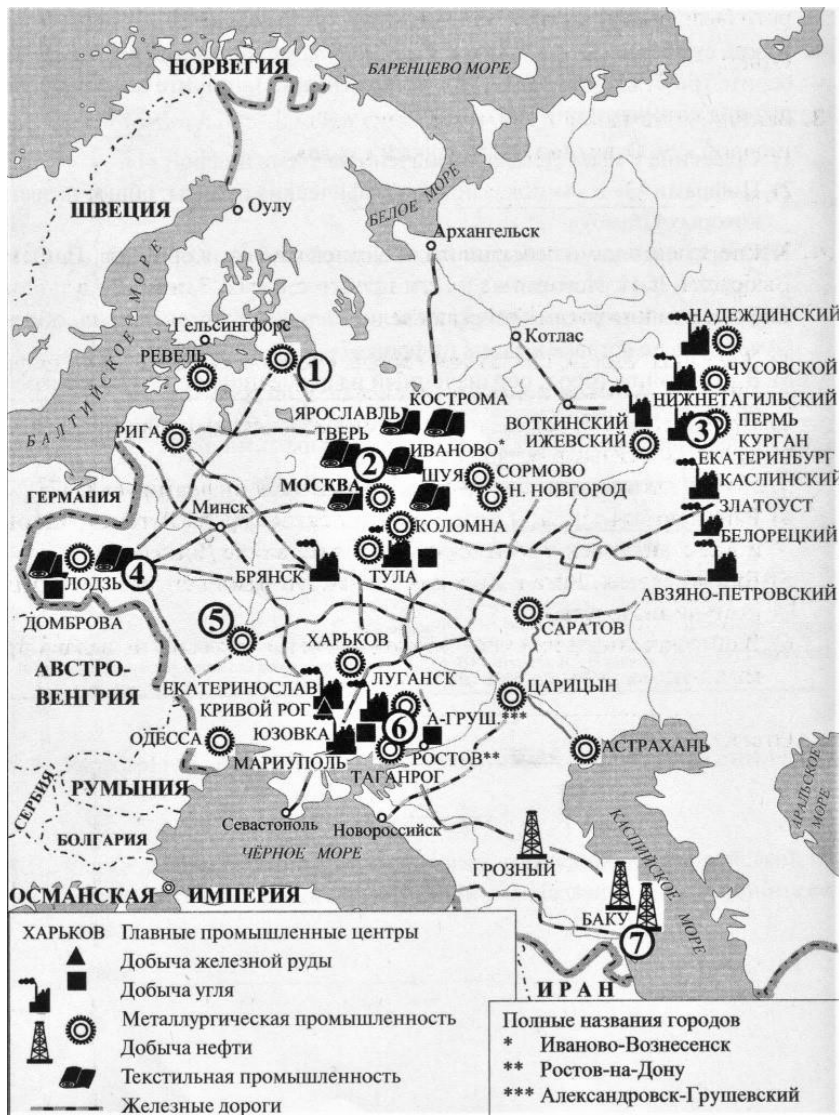 НОРВЕГИЯ
БАРЕНЦЕВО МОРЕ
ШВЕЦИЯ
Оулу
БЕЛОЕ МОРЕ
Архангельск
БАЛТИЙСКОЕ МОРЕ
Гельсингфорс
РЕВЕЛЬ
1
Котлас
НАДЕЖДИНСКИЙ
ЧУСОВСКОЙ
НИЖНЕТАГИЛЬСКИЙ
КОСТРОМА
ЯРОСЛАВЛЬ
ВОТКИНСКИЙ
3
ПЕРМЬ
РИГА
ТВЕРЬ
ИЖЕВСКИЙ
КУРГАН
2
ИВАНОВО*
ЕКАТЕРИНБУРГ
ШУЯ
СОРМОВО
КАСЛИНСКИЙ
ГЕРМАНИЯ
МОСКВА
Н. НОВГОРОД
ЗЛАТОУСТ
Минск
КОЛОМНА
БЕЛОРЕЦКИЙ
ЛОДЗЬ
4
БРЯНСК
ТУЛА
АВЗЯНО-ПЕТРОВСКИЙ
ДОМБРОВА
5
САРАТОВ
ХАРЬКОВ
АВСТРО-
ВЕНГРИЯ
ЛУГАНСК
ЕКАТЕРИНОСЛАВ
ЦАРИЦЫН
КРИВОЙ РОГ
6
А-ГРУШ.***
ОДЕССА
ЮЗОВКА
РОСТОВ**
АСТРАХАНЬ
МАРИУПОЛЬ
ТАГАНРОГ
РУМЫНИЯ
СЕРБИЯ
АРАЛЬСКОЕ МОРЕ
БОЛГАРИЯ
Севастополь
Новороссийск
ЧЁРНОЕ МОРЕ
КАСПИЙСКОЕ МОРЕ
ГРОЗНЫЙ
ОСМАНСКАЯ ИМПЕРИЯ
БАКУ
7
ИРАН
ХАРЬКОВ Главные промышленные центры
Добыча железной руды
Добыча угля
Металлургическая промышленность
Добыча нефти
Текстильная промышленность
Железные дороги
Полные названия городов
* Иваново-Вознесенск
** Ростов-на-Дону
*** Александровск-Грушевский